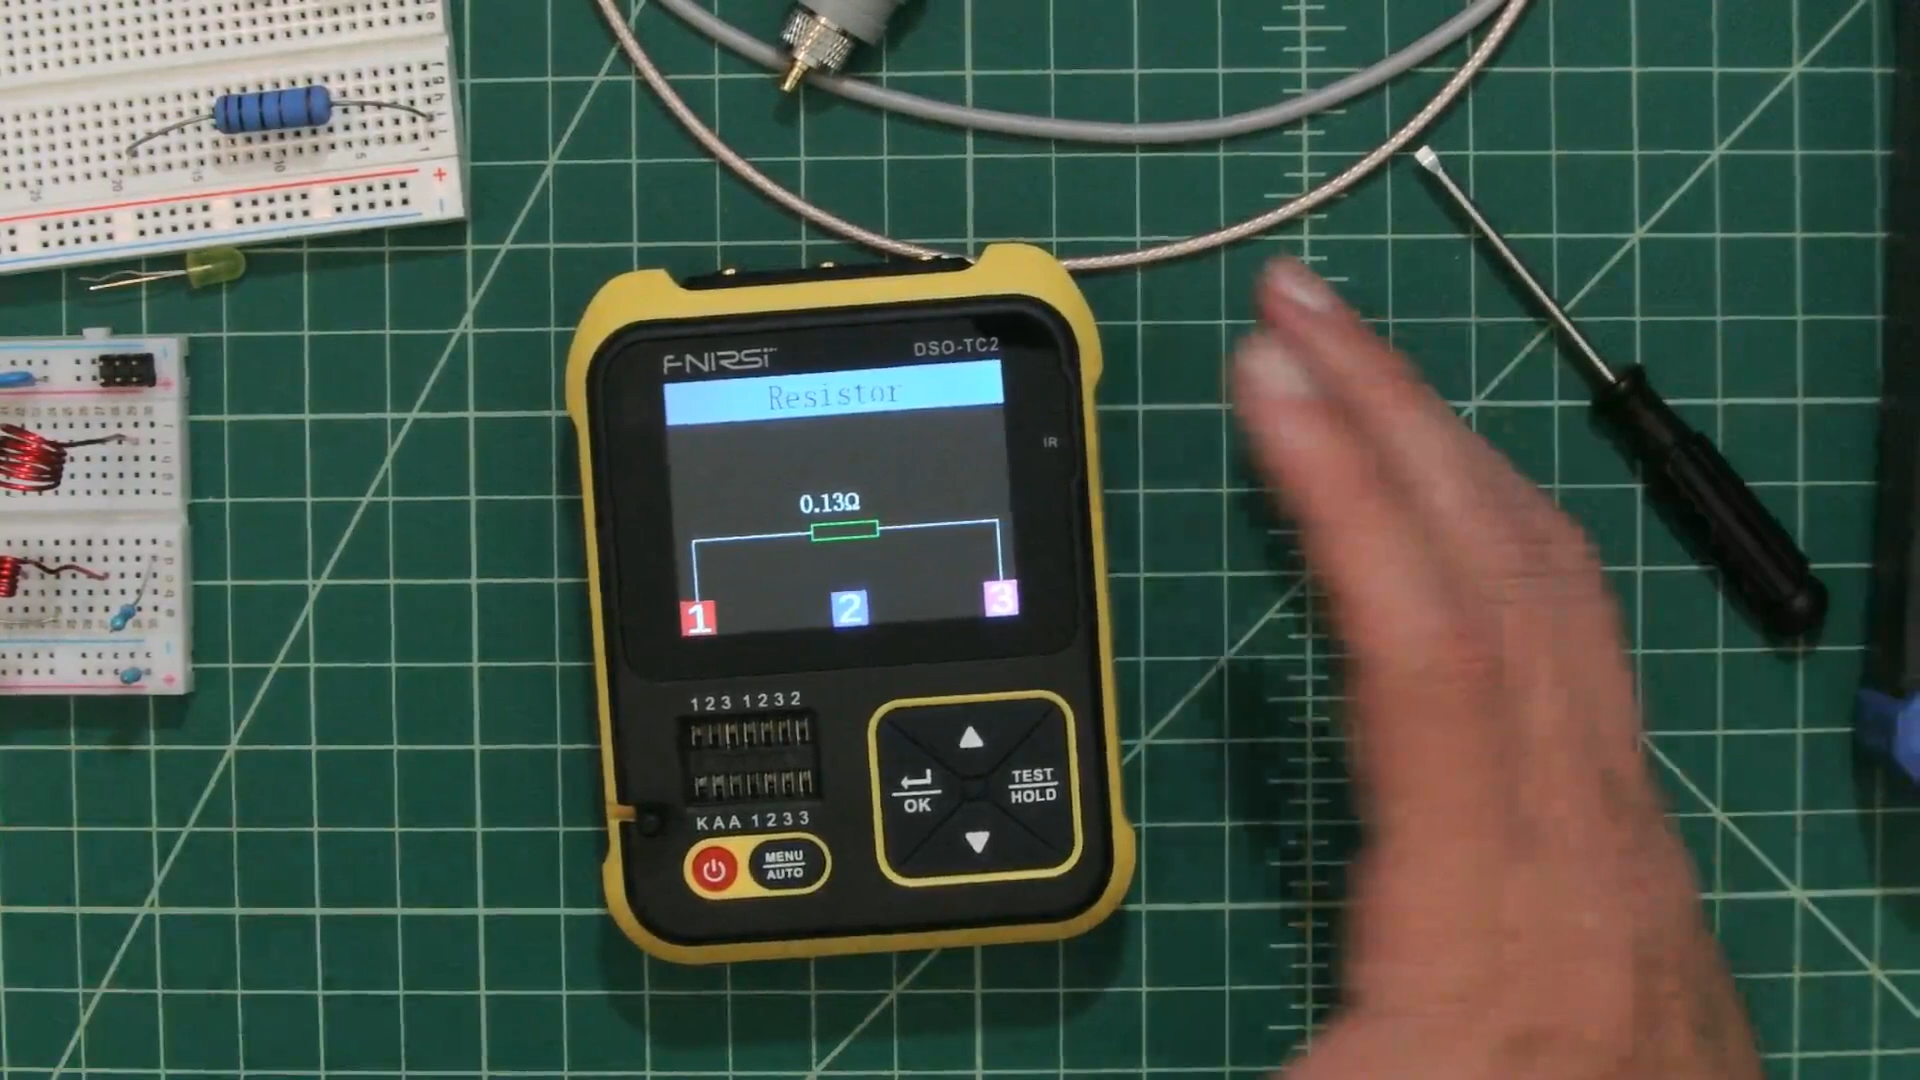 FNIRSI
DSO-TC2
Resistor
IR
0.13Ω
1 2 3
1 2 3 1 2 3 2
K A A 1 2 3 3
MENU
AUTO
OK
TEST
HOLD